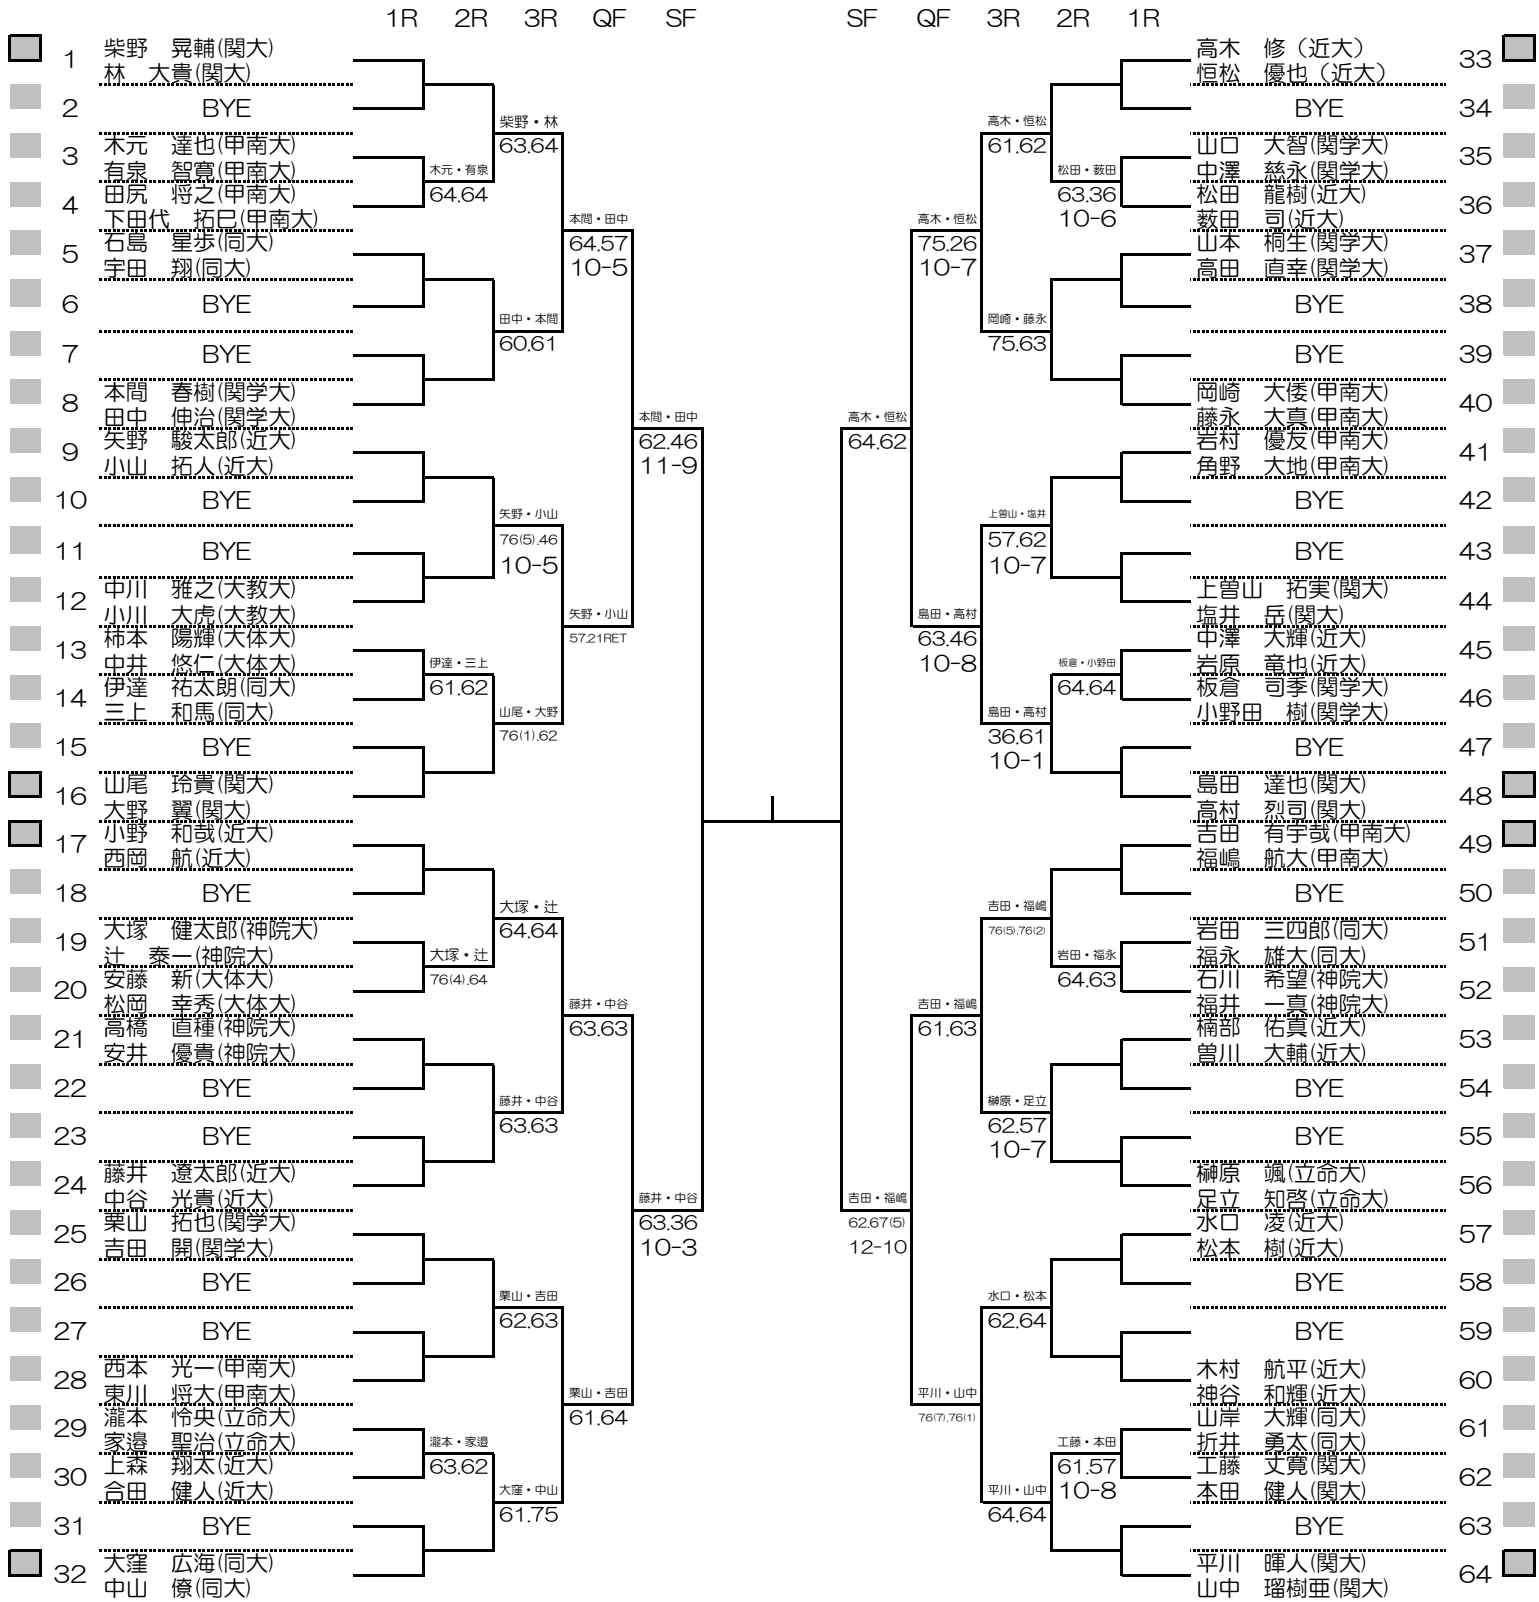 1R 2R 3R QF SF
SF QF 3R 2R 1R
1
柴野 晃輔(関大)
林 大貴(関大)
2
BYE
3
木元 達也(甲南大)
有泉 智寛(甲南大)
4
田尻 将之(甲南大)
下田代 拓巳(甲南大)
5
石島 星歩(同大)
宇田 翔(同大)
6
BYE
7
BYE
8
本間 春樹(関学大)
田中 伸治(関学大)
9
矢野 駿太郎(近大)
小山 拓人(近大)
10
BYE
11
BYE
12
中川 雅之(大教大)
小川 大虎(大教大)
13
柿本 陽輝(大体大)
中井 悠仁(大体大)
14
伊達 祐太朗(同大)
三上 和馬(同大)
15
BYE
16
山尾 玲貴(関大)
大野 翼(関大)
17
小野 和哉(近大)
西岡 航(近大)
18
BYE
19
大塚 健太郎(神院大)
辻 泰一(神院大)
20
安藤 新(大体大)
松岡 幸秀(大体大)
21
高橋 直種(神院大)
安井 優貴(神院大)
22
BYE
23
BYE
24
藤井 遼太郎(近大)
中谷 光貴(近大)
25
栗山 拓也(関学大)
吉田 開(関学大)
26
BYE
27
BYE
28
西本 光一(甲南大)
東川 将大(甲南大)
29
瀧本 怜央(立命大)
家邉 聖治(立命大)
30
上森 翔太(近大)
合田 健人(近大)
31
BYE
32
大窪 広海(同大)
中山 僚(同大)
木元・有泉
64.64
伊達・三上
61.62
大塚・辻
76(4).64
瀧本・家邉
63.62
柴野・林
63.64
田中・本間
60.61
矢野・小山
76(5).46
10-5
山尾・大野
76(1).62
大塚・辻
64.64
藤井・中谷
63.63
栗山・吉田
62.63
大窪・中山
61.75
本間・田中
64.57
10-5
矢野・小山
57.21RET
藤井・中谷
63.63
栗山・吉田
61.64
本間・田中
62.46
11-9
藤井・中谷
63.36
10-3
高木・恒松
64.62
吉田・福嶋
62.67(5)
12-10
高木・恒松
75.26
10-7
島田・高村
63.46
10-8
吉田・福嶋
61.63
平川・山中
76(7).76(1)
高木・恒松
61.62
岡崎・藤永
75.63
上曽山・塩井
57.62
10-7
島田・高村
36.61
10-1
吉田・福嶋
76(5).76(2)
榊原・足立
62.57
10-7
水口・松本
62.64
平川・山中
64.64
松田・薮田
63.36
10-6
板倉・小野田
64.64
岩田・福永
64.63
工藤・本田
61.57
10-8
高木 修（近大）
恒松 優也（近大）
33
BYE
34
山口 大智(関学大)
中澤 慈永(関学大)
35
松田 龍樹(近大)
薮田 司(近大)
36
山本 桐生(関学大)
高田 直幸(関学大)
37
BYE
38
BYE
39
岡崎 大倭(甲南大)
藤永 大真(甲南大)
40
岩村 優友(甲南大)
角野 大地(甲南大)
41
BYE
42
BYE
43
上曽山 拓実(関大)
塩井 岳(関大)
44
中澤 大輝(近大)
岩原 竜也(近大)
45
板倉 司季(関学大)
小野田 樹(関学大)
46
BYE
47
島田 達也(関大)
高村 烈司(関大)
48
吉田 有宇哉(甲南大)
福嶋 航大(甲南大)
49
BYE
50
岩田 三四郎(同大)
福永 雄大(同大)
51
石川 希望(神院大)
福井 一真(神院大)
52
楠部 佑真(近大)
曽川 大輔(近大)
53
BYE
54
BYE
55
榊原 颯(立命大)
足立 知啓(立命大)
56
水口 凌(近大)
松本 樹(近大)
57
BYE
58
BYE
59
木村 航平(近大)
神谷 和輝(近大)
60
山岸 大輝(同大)
折井 勇太(同大)
61
工藤 丈寛(関大)
本田 健人(関大)
62
BYE
63
平川 暉人(関大)
山中 瑠樹亜(関大)
64